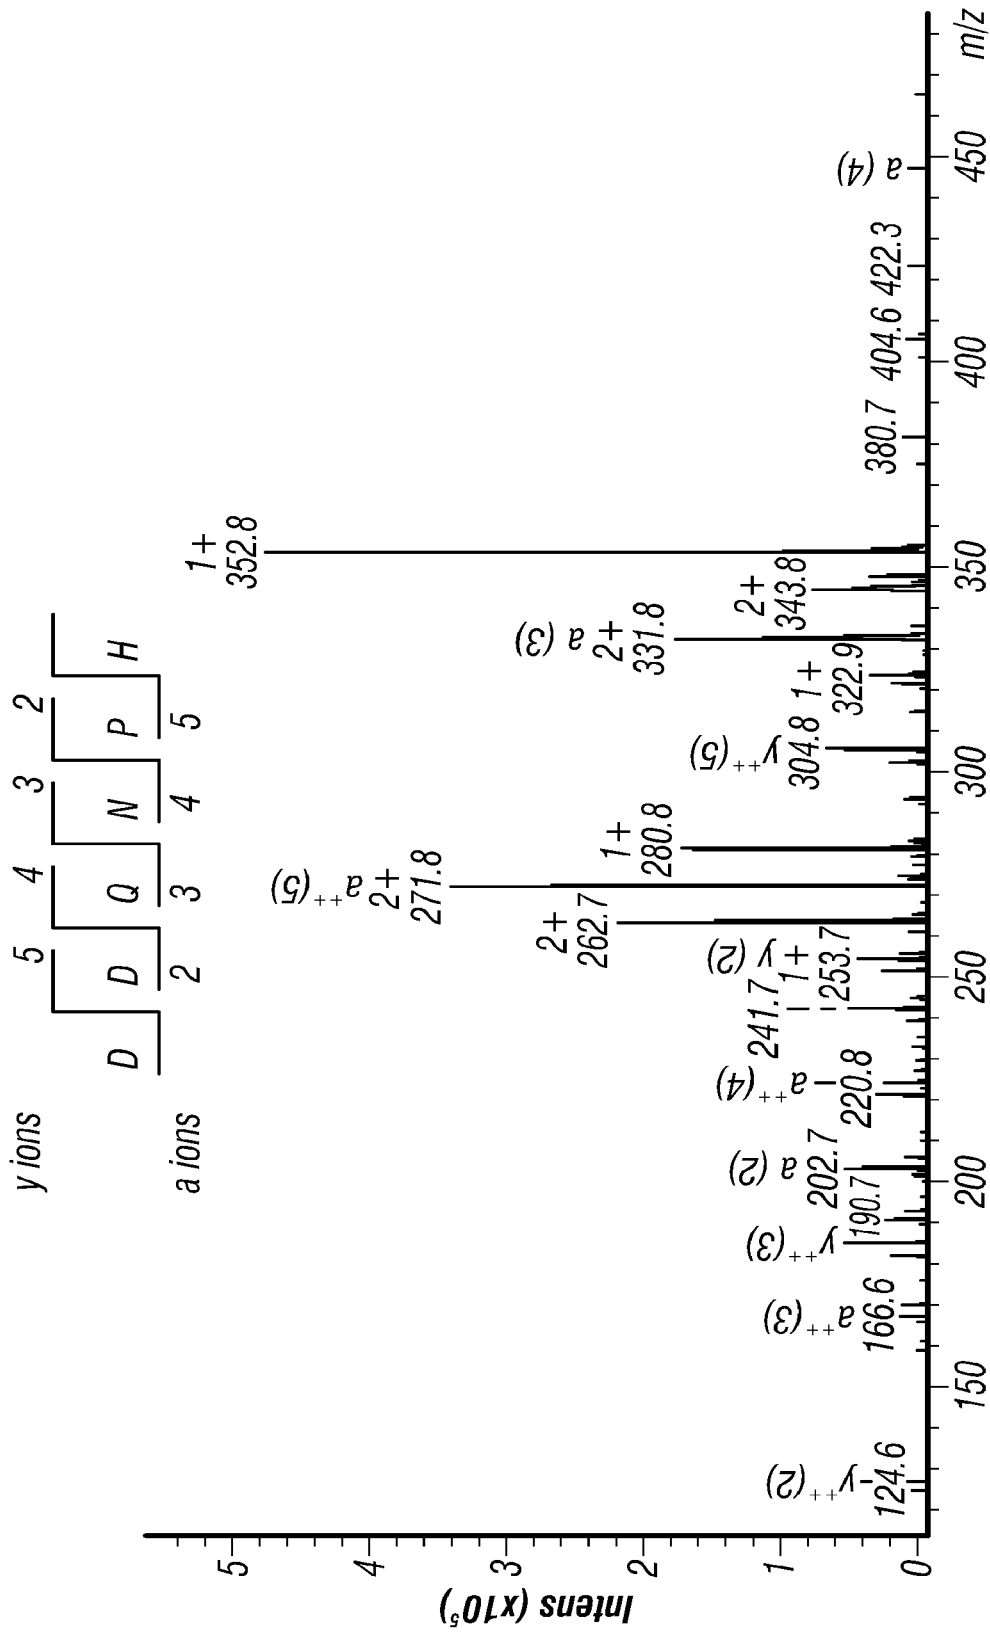 y ions 5 4 3 2
D D Q N P H
a ions 2 3 4 5
Intens (x10⁵)
5
4
3
2
1
0
y⁺⁺(2)
124.6
a⁺⁺(3)
166.6
y⁺⁺(3)
190.7
a (2)
202.7
a⁺⁺(4)
220.8
241.7
y (2)
1+
253.7
2+
262.7
a⁺⁺(5)
2+
271.8
1+
280.8
y⁺⁺(5)
304.8
1+
322.9
a (3)
2+
331.8
2+
343.8
1+
352.8
380.7
404.6
422.3
a (4)
150 200 250 300 350 400 450 m/z